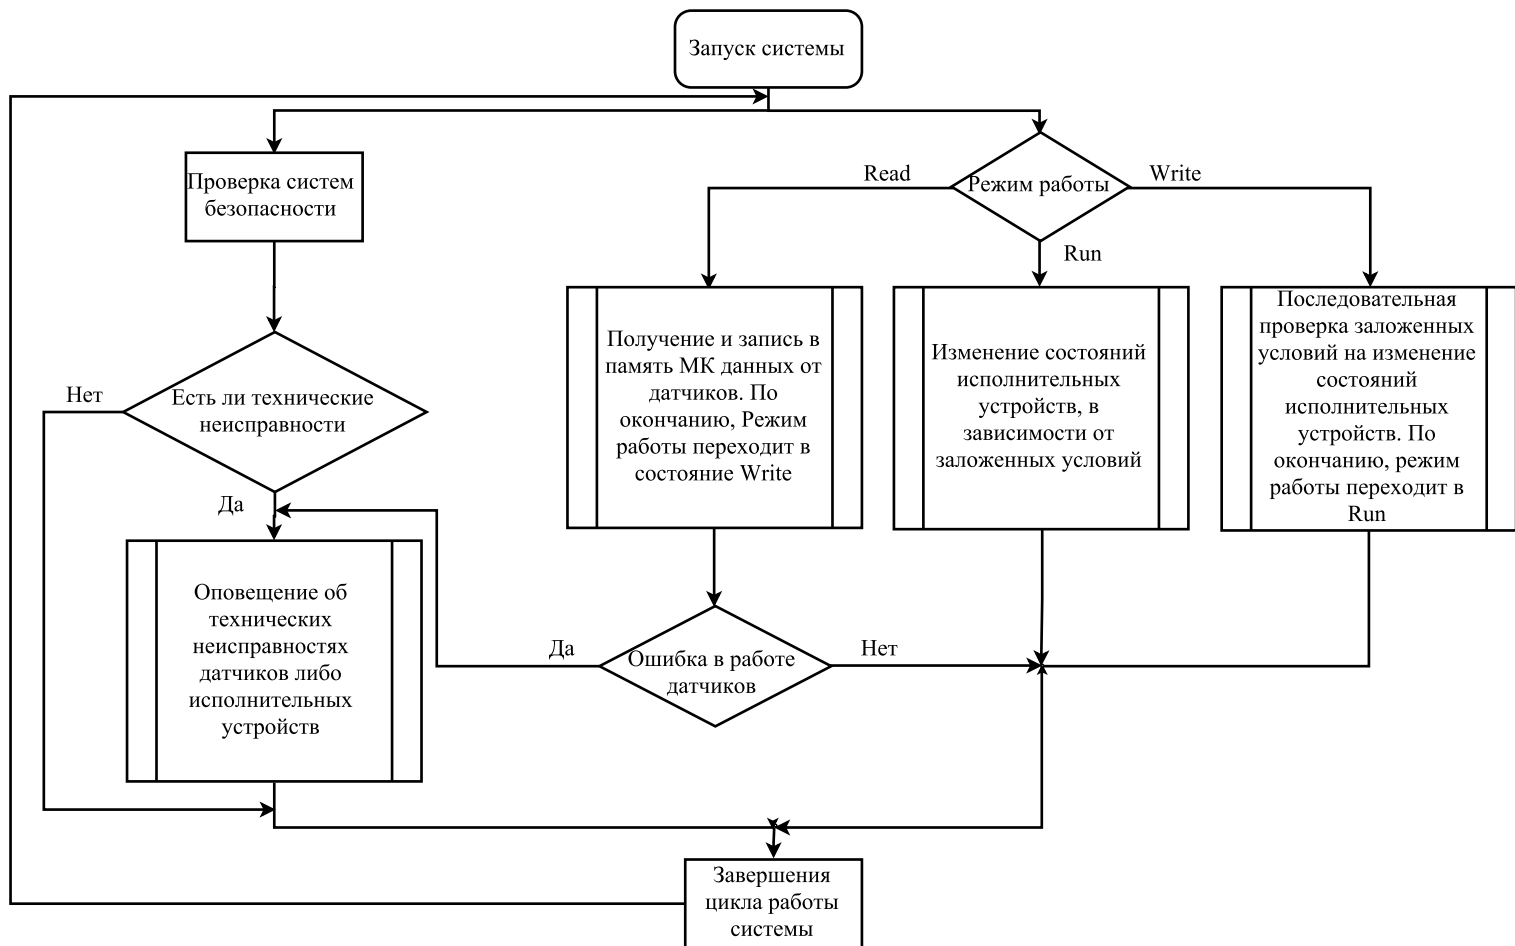 Запуск системы
Проверка систем
безопасности
Read
Режим работы
Write
Run
Получение и запись в
память МК данных от
датчиков. По
окончанию, Режим
работы переходит в
состояние Write
Изменение состояний
исполнительных
устройств, в
зависимости от
заложенных условий
Последовательная
проверка заложенных
условий на изменение
состояний
исполнительных
устройств. По
окончанию, режим
работы переходит в
Run
Нет
Есть ли технические
неисправности
Да
Оповещение об
технических
неисправностях
датчиков либо
исполнительных
устройств
Да
Ошибка в работе
датчиков
Нет
Завершения
цикла работы
системы